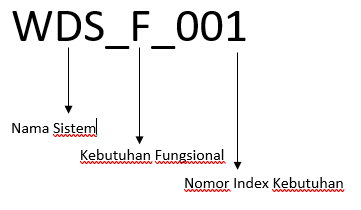 WDS_F_001
Nama Sistem
Kebutuhan Fungsional
Nomor Index Kebutuhan